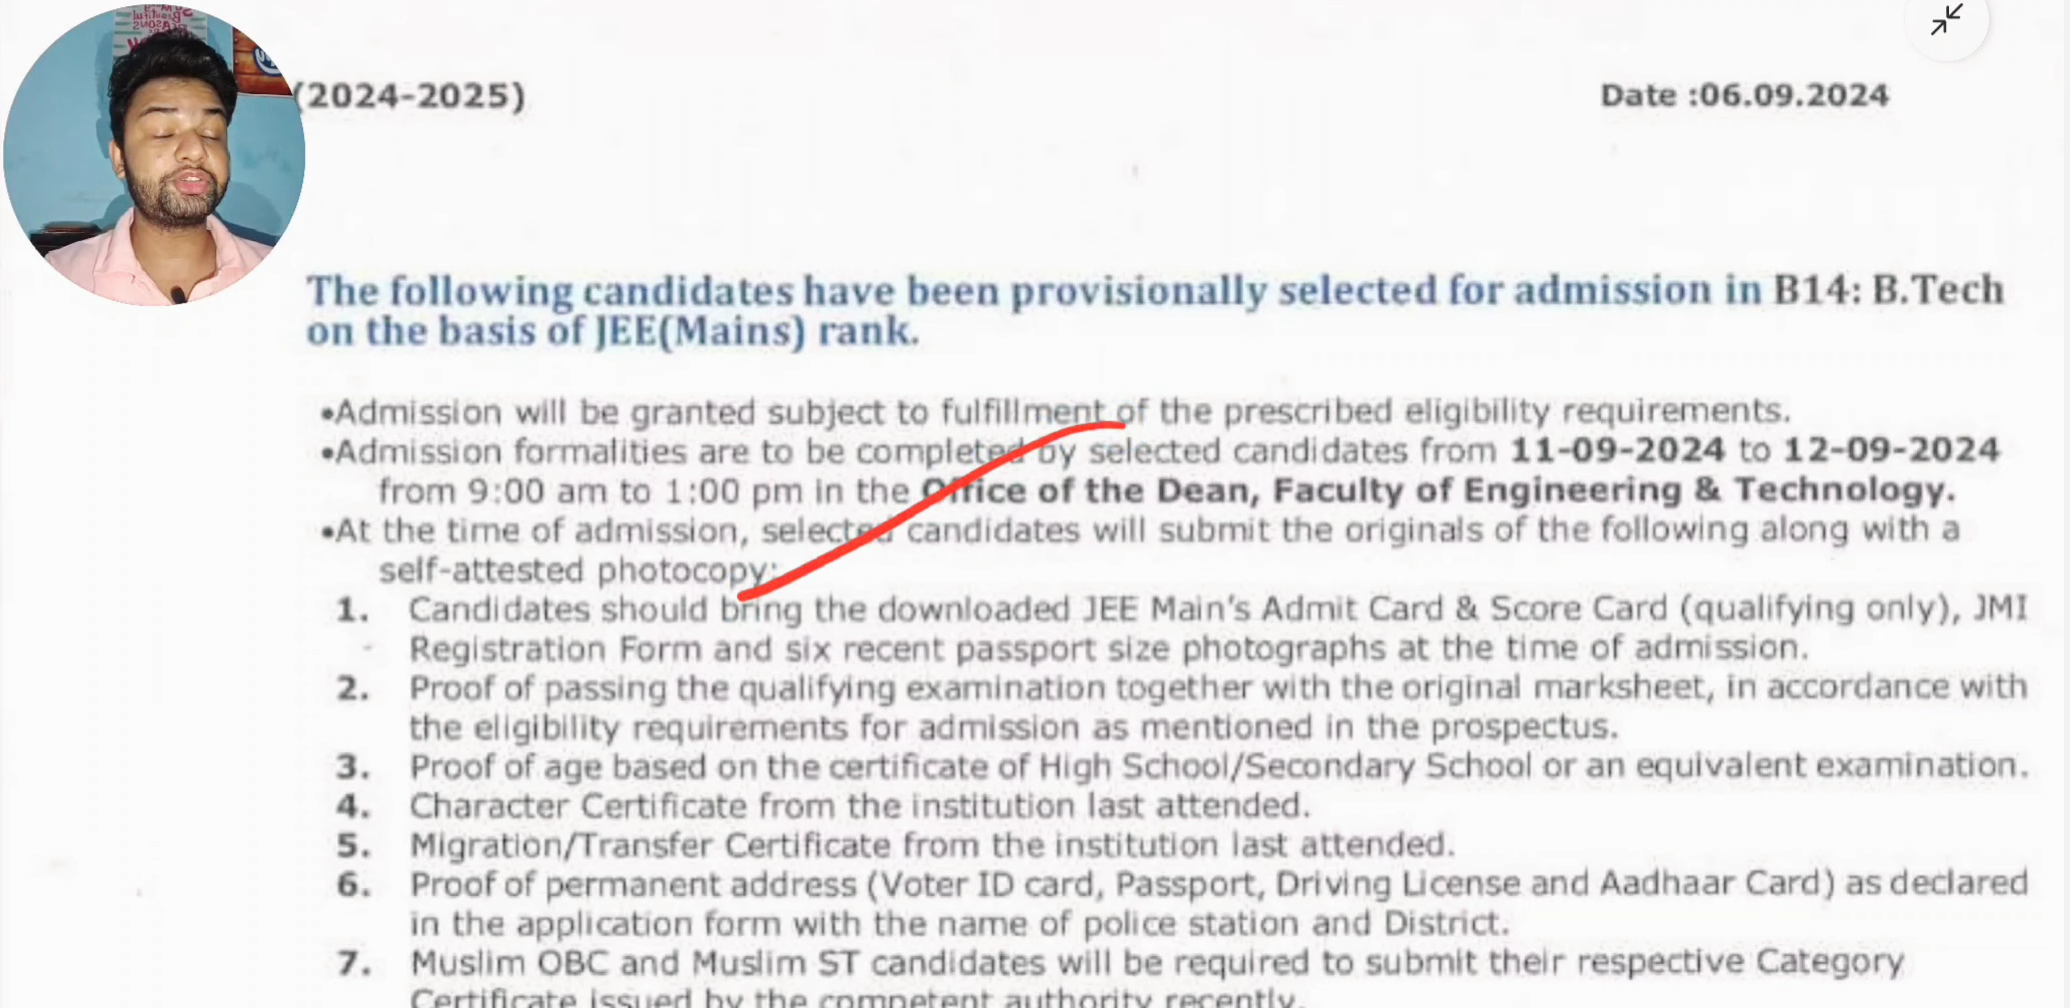 (2024-2025)
Date :06.09.2024
The following candidates have been provisionally selected for admission in B14: B.Tech
on the basis of JEE(Mains) rank.
•Admission will be granted subject to fulfillment of the prescribed eligibility requirements.
•Admission formalities are to be completed by selected candidates from 11-09-2024 to 12-09-2024
from 9:00 am to 1:00 pm in the Office of the Dean, Faculty of Engineering & Technology.
•At the time of admission, selected candidates will submit the originals of the following along with a
self-attested photocopy:
1. Candidates should bring the downloaded JEE Main's Admit Card & Score Card (qualifying only), JMI
Registration Form and six recent passport size photographs at the time of admission.
2. Proof of passing the qualifying examination together with the original marksheet, in accordance with
the eligibility requirements for admission as mentioned in the prospectus.
3. Proof of age based on the certificate of High School/Secondary School or an equivalent examination.
4. Character Certificate from the institution last attended.
5. Migration/Transfer Certificate from the institution last attended.
6. Proof of permanent address (Voter ID card, Passport, Driving License and Aadhaar Card) as declared
in the application form with the name of police station and District.
7. Muslim OBC and Muslim ST candidates will be required to submit their respective Category
Certificate issued by the competent authority recently.